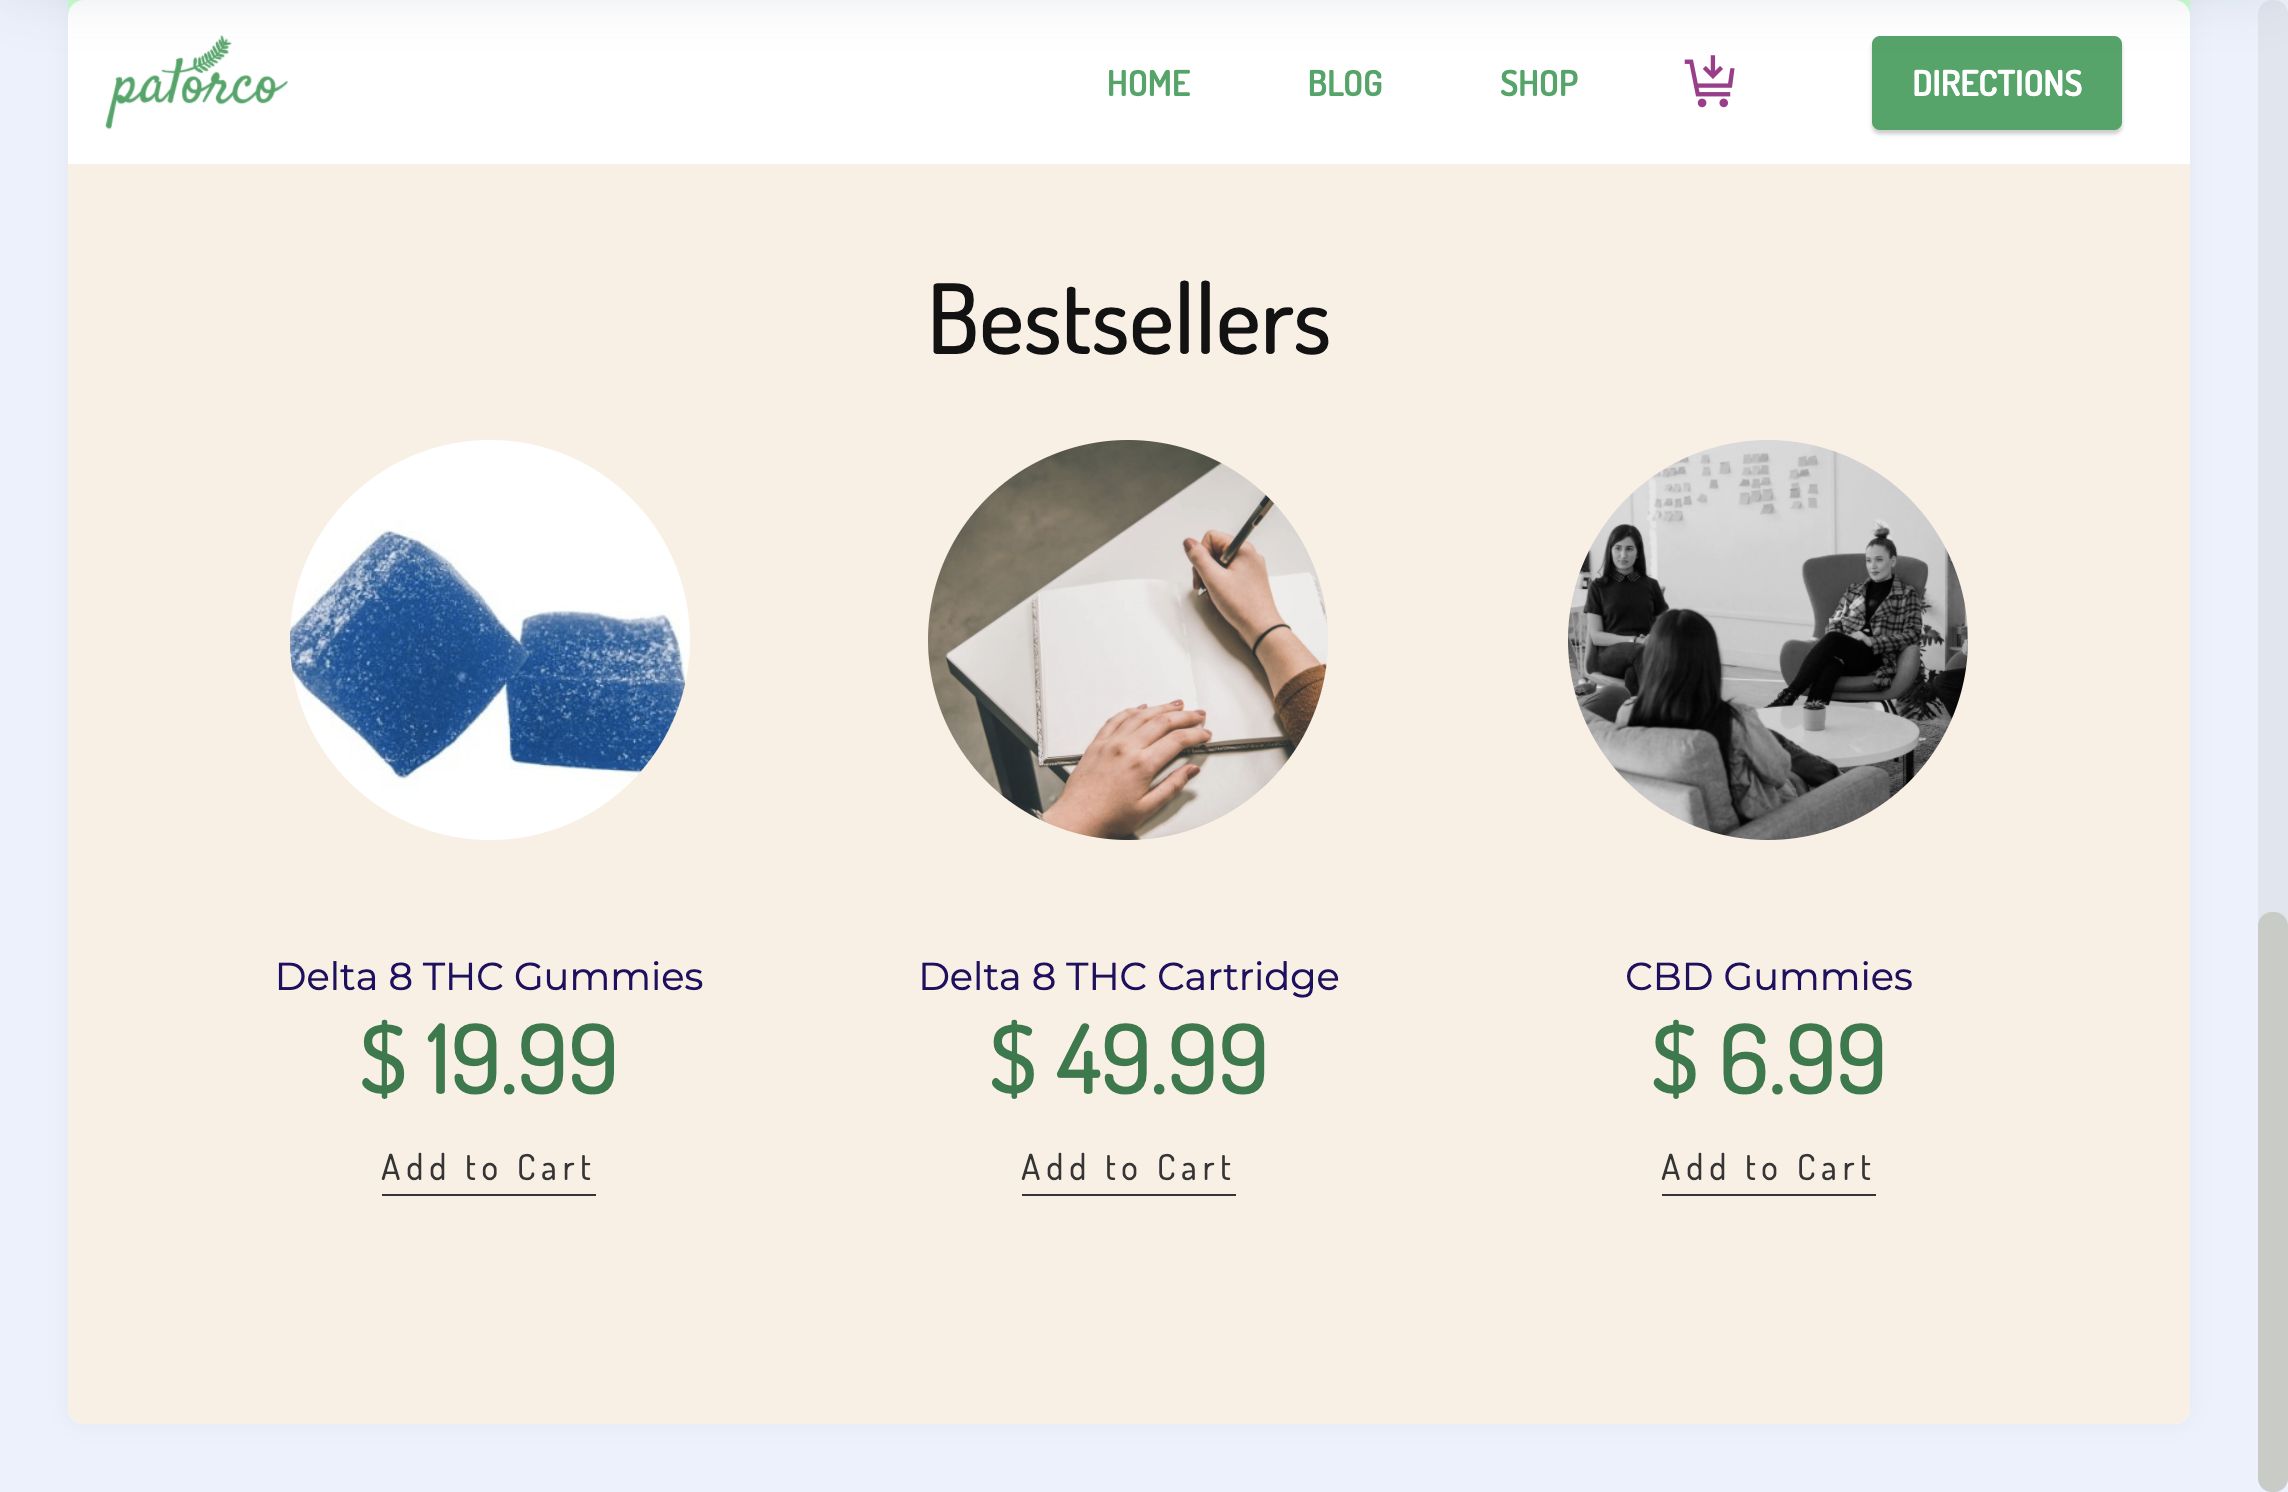 patorco
HOME BLOG SHOP DIRECTIONS
Bestsellers
Delta 8 THC Gummies
$ 19.99
Add to Cart
Delta 8 THC Cartridge
$ 49.99
Add to Cart
CBD Gummies
$ 6.99
Add to Cart